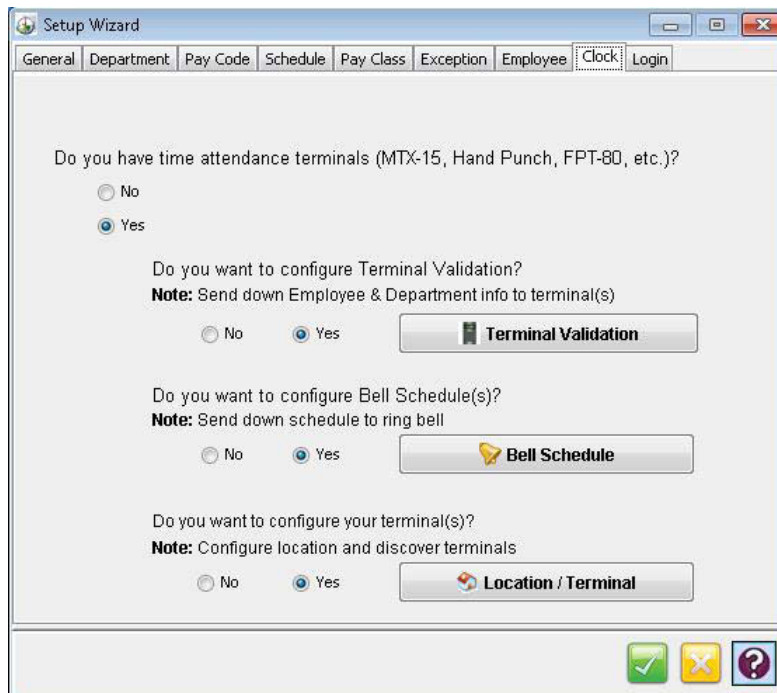 Setup Wizard
General Department Pay Code Schedule Pay Class Exception Employee Clock Login
Do you have time attendance terminals (MTX-15, Hand Punch, FPT-80, etc.)?
No
Yes
Do you want to configure Terminal Validation?
Note: Send down Employee & Department info to terminal(s)
No Yes Terminal Validation
Do you want to configure Bell Schedule(s)?
Note: Send down schedule to ring bell
No Yes Bell Schedule
Do you want to configure your terminal(s)?
Note: Configure location and discover terminals
No Yes Location / Terminal